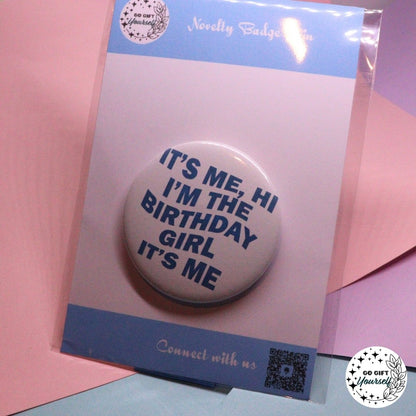 GO GIFT
Yourself
Novelty Badge Pin
IT'S ME, HI
I'M THE
BIRTHDAY
GIRL
IT'S ME
Connect with us
GO GIFT
Yourself